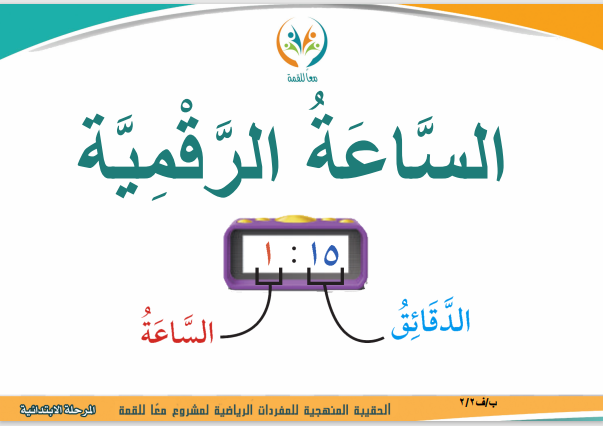 معًا للقمة
السَّاعَةُ الرَّقْمِيَّة
١ : ١٥
الدَّقَائِقُ
السَّاعَةُ
ب/ف٢/٢
الحقيبة المنهجية للمفردات الرياضية لمشروع معًا للقمة
المرحلة الابتدائية